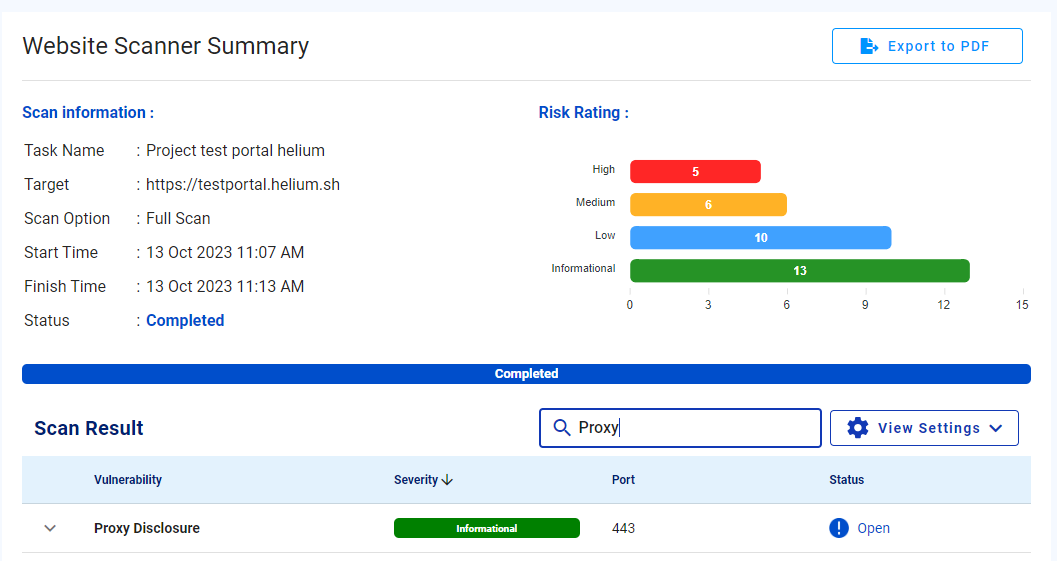 Website Scanner Summary
Export to PDF
Scan information :
Task Name : Project test portal helium
Target : https://testportal.helium.sh
Scan Option : Full Scan
Start Time : 13 Oct 2023 11:07 AM
Finish Time : 13 Oct 2023 11:13 AM
Status : Completed
Risk Rating :
High 5
Medium 6
Low 10
Informational 13
0 3 6 9 12 15
Completed
Scan Result
Proxy
View Settings
Vulnerability Severity Port Status
Proxy Disclosure Informational 443 Open